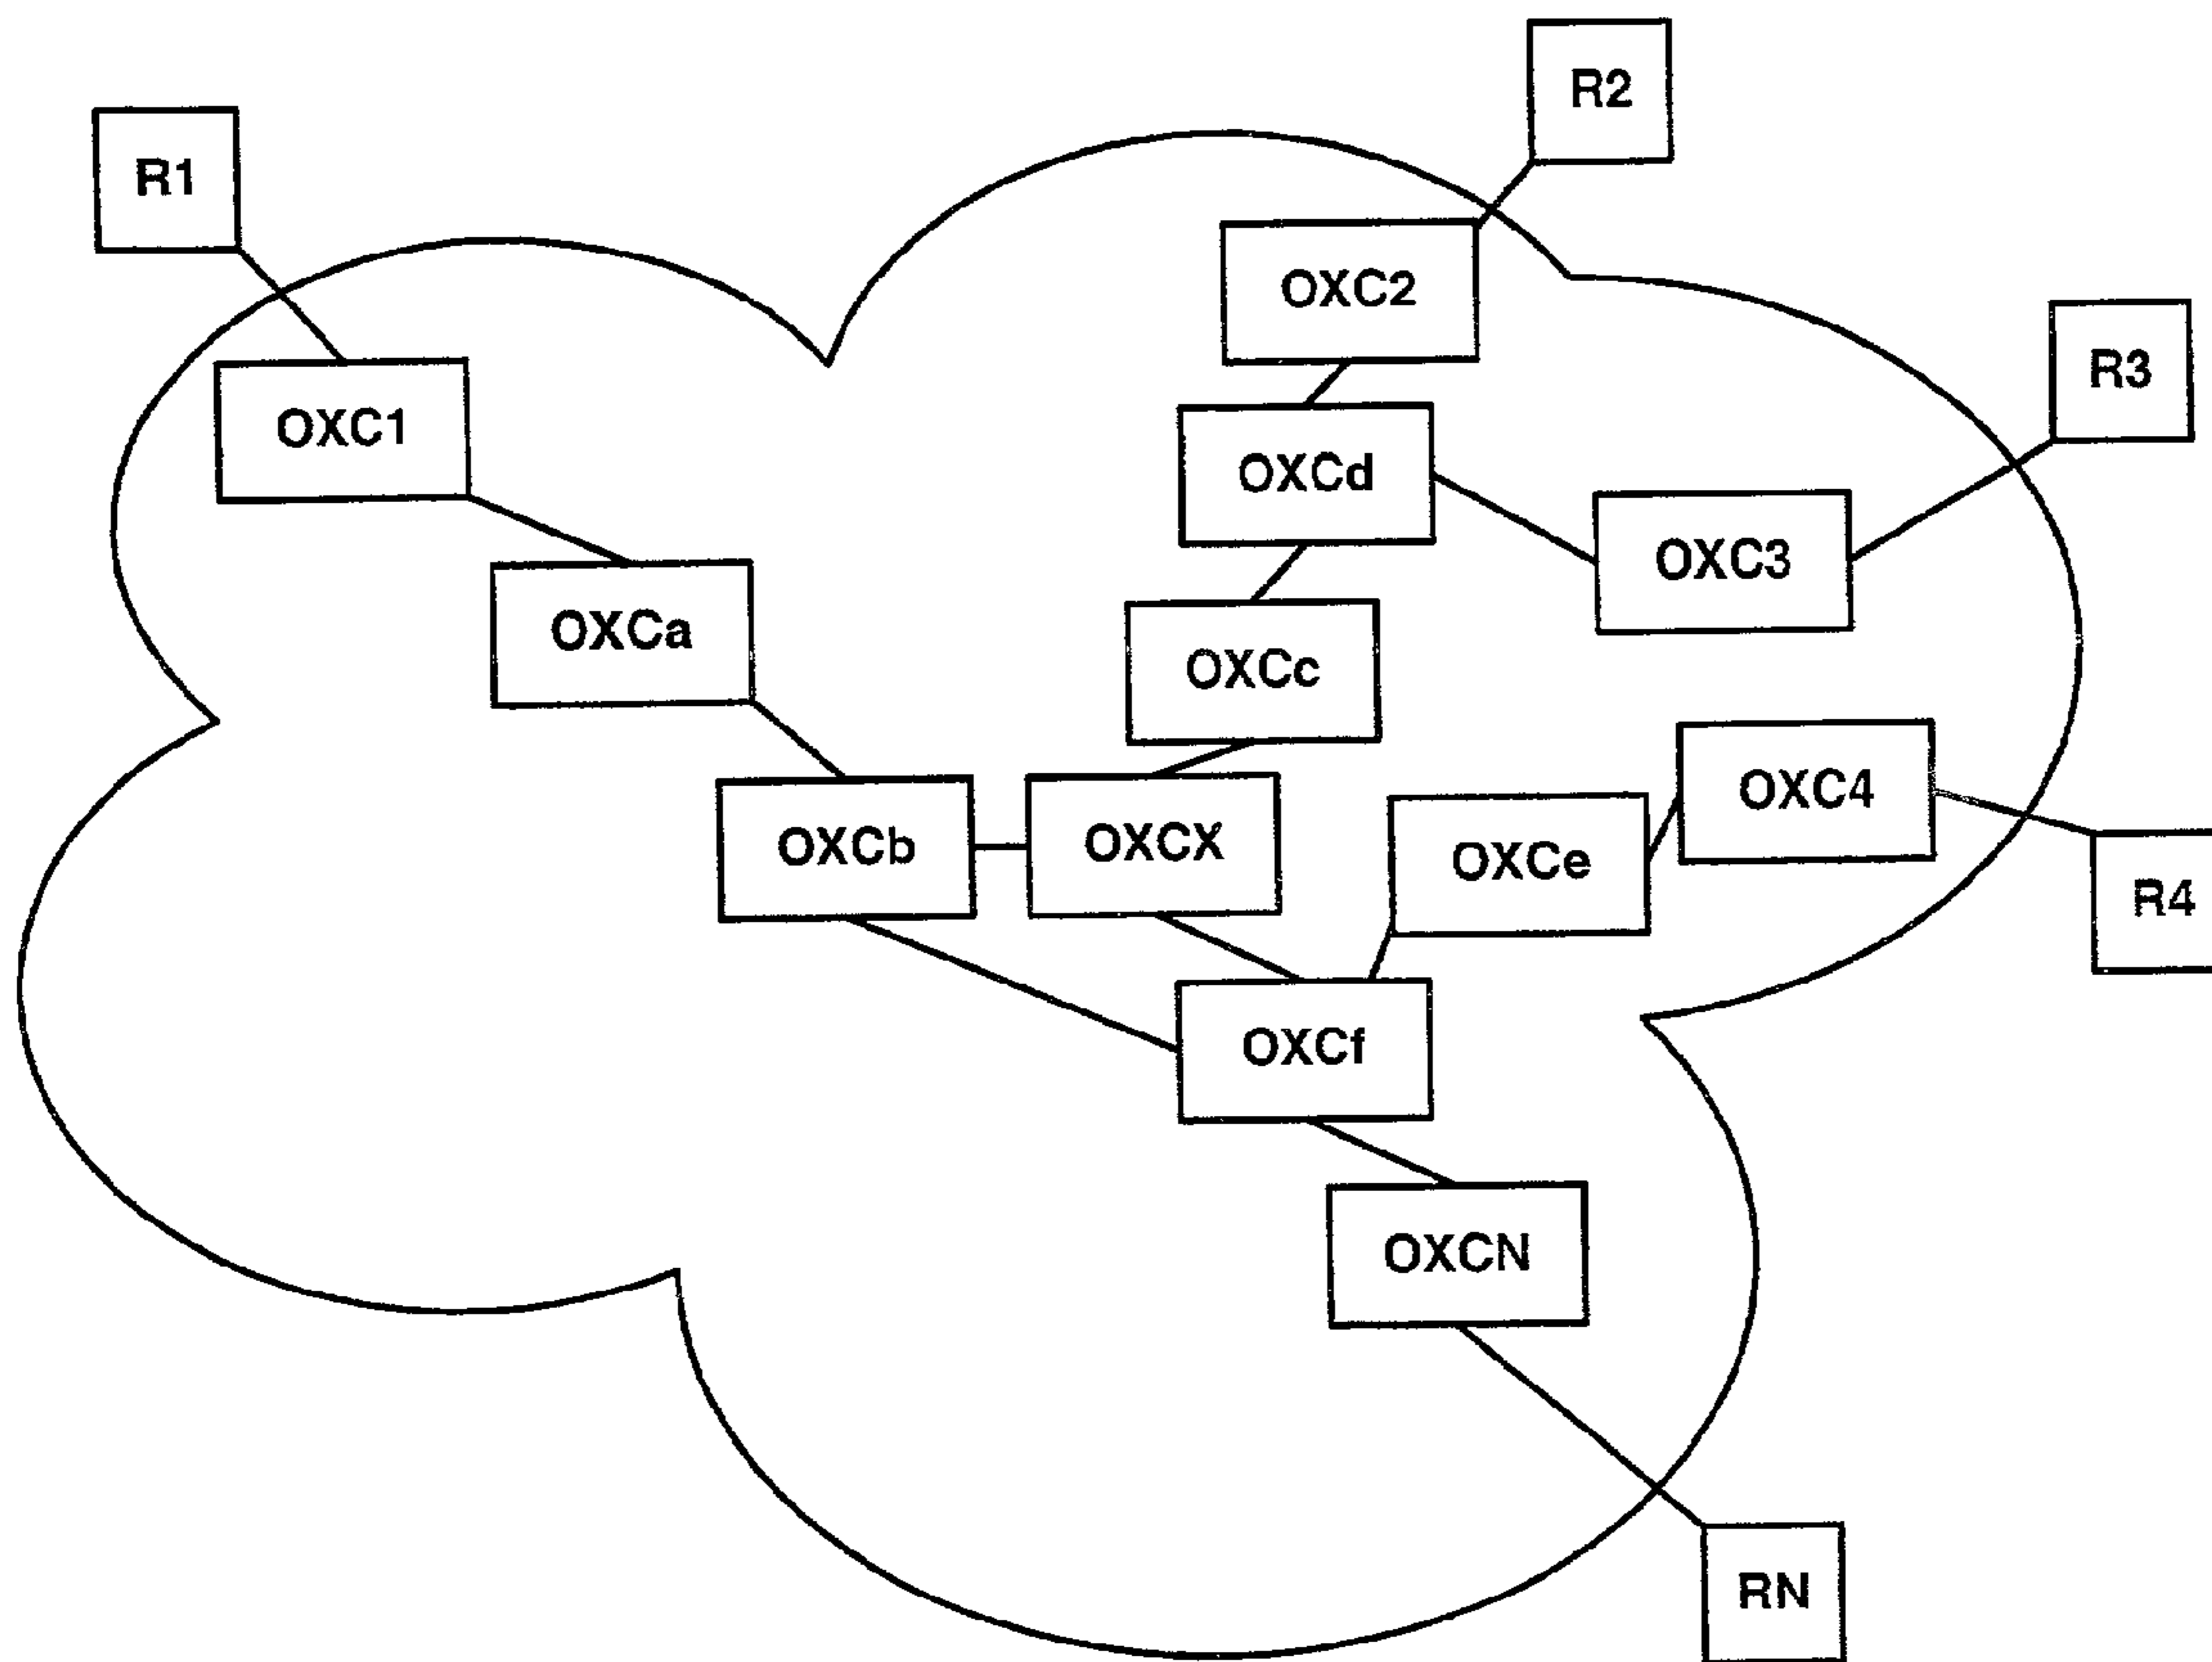 R2
R1
OXC2
R3
OXC1
OXCd
OXC3
OXCa
OXCc
OXC4
OXCb
OXCX
OXCe
R4
OXCf
OXCN
RN